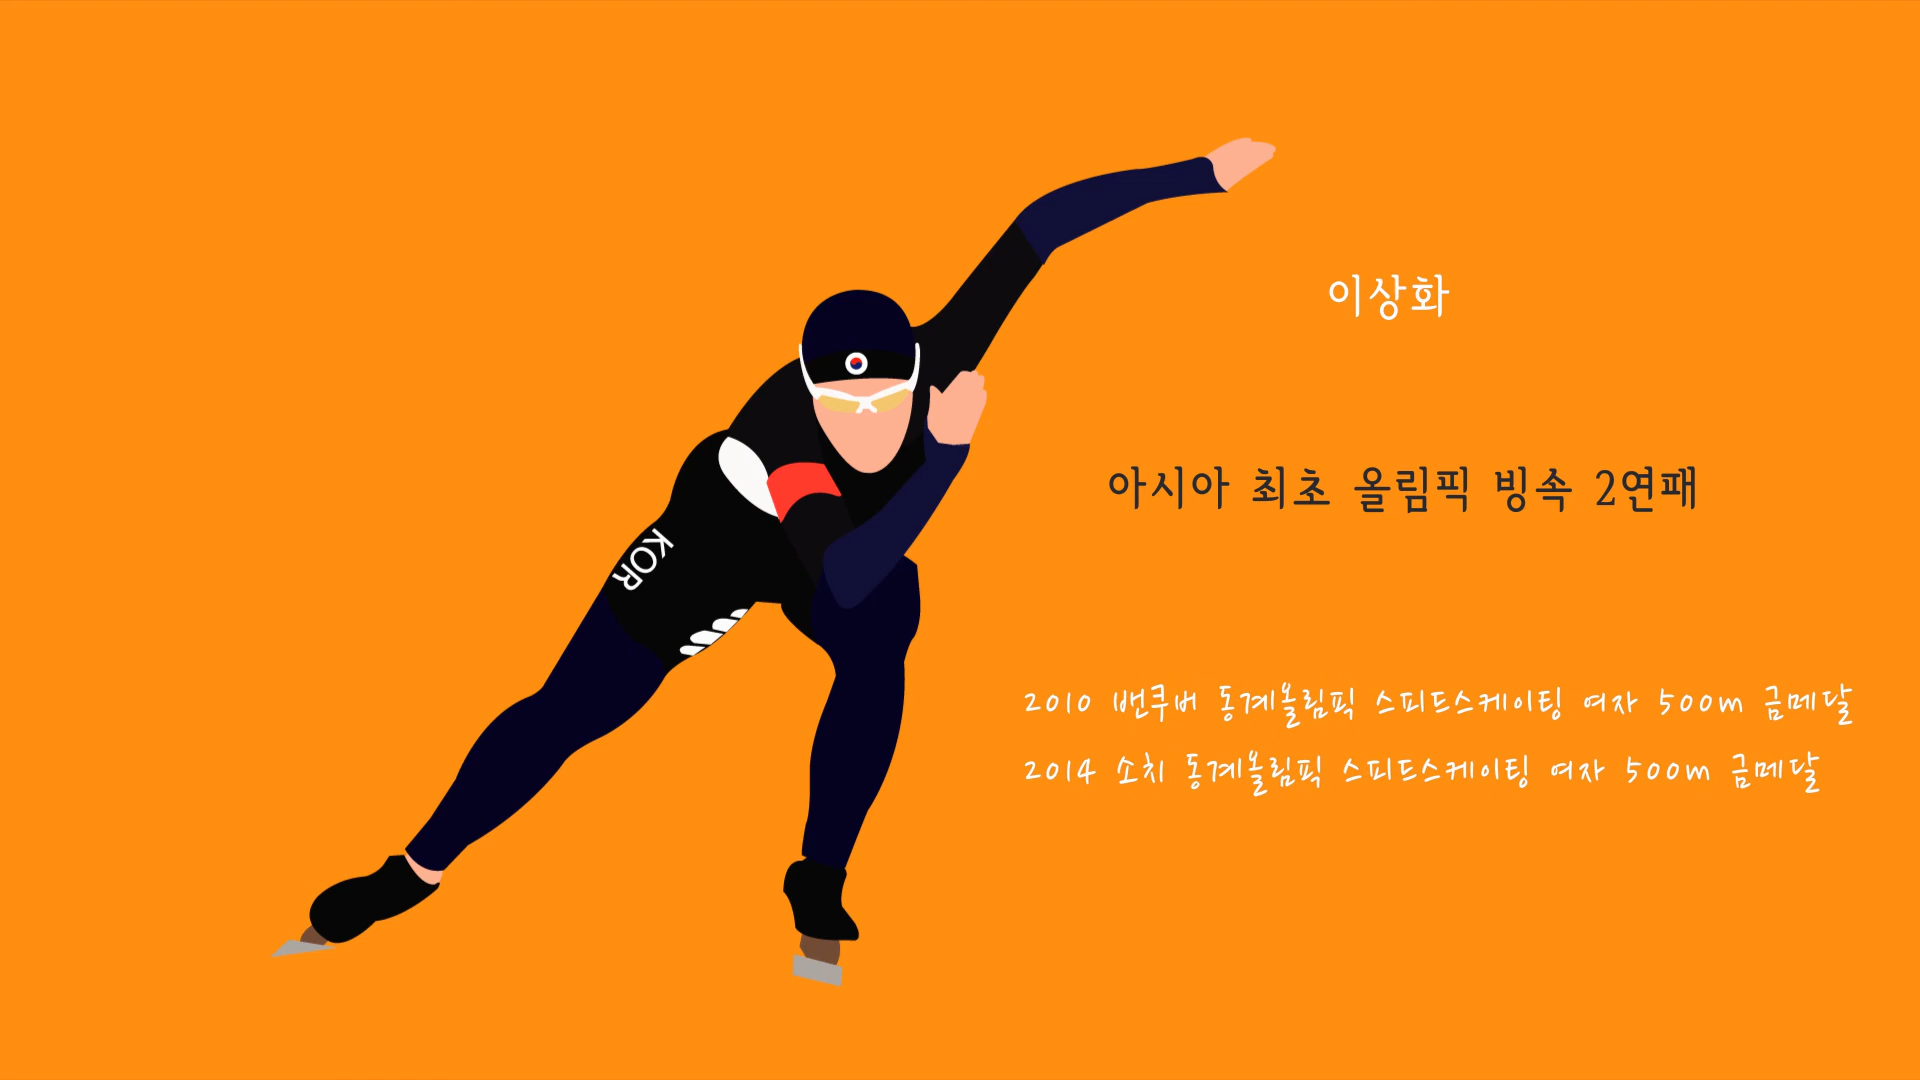 이상화
아시아 최초 올림픽 빙속 2연패
KOR
2010 밴쿠버 동계올림픽 스피드스케이팅 여자 500m 금메달
2014 소치 동계올림픽 스피드스케이팅 여자 500m 금메달